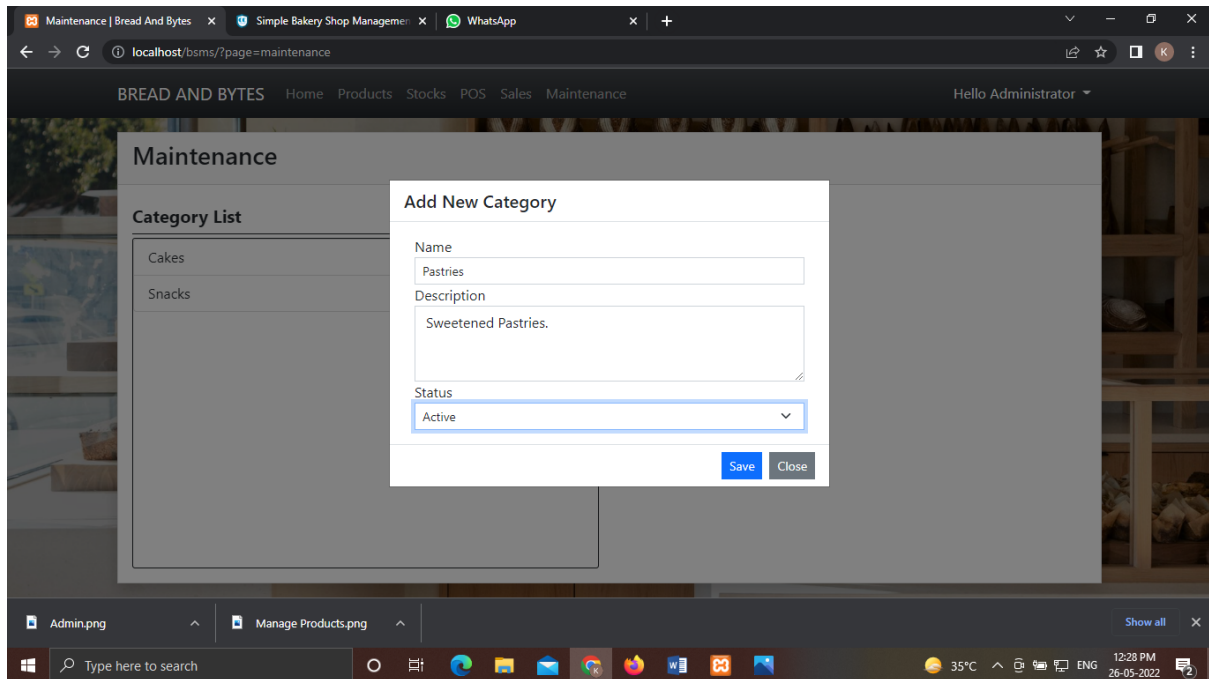 Maintenance | Bread And Bytes
Simple Bakery Shop Managemen
WhatsApp
localhost/bsms/?page=maintenance
K
BREAD AND BYTES Home Products Stocks POS Sales Maintenance Hello Administrator
Maintenance
Category List
Cakes
Snacks
Add New Category
Name
Pastries
Description
Sweetened Pastries.
Status
Active
Save Close
Admin.png
Manage Products.png
Show all
Type here to search
35°C
ENG
12:28 PM
26-05-2022
2